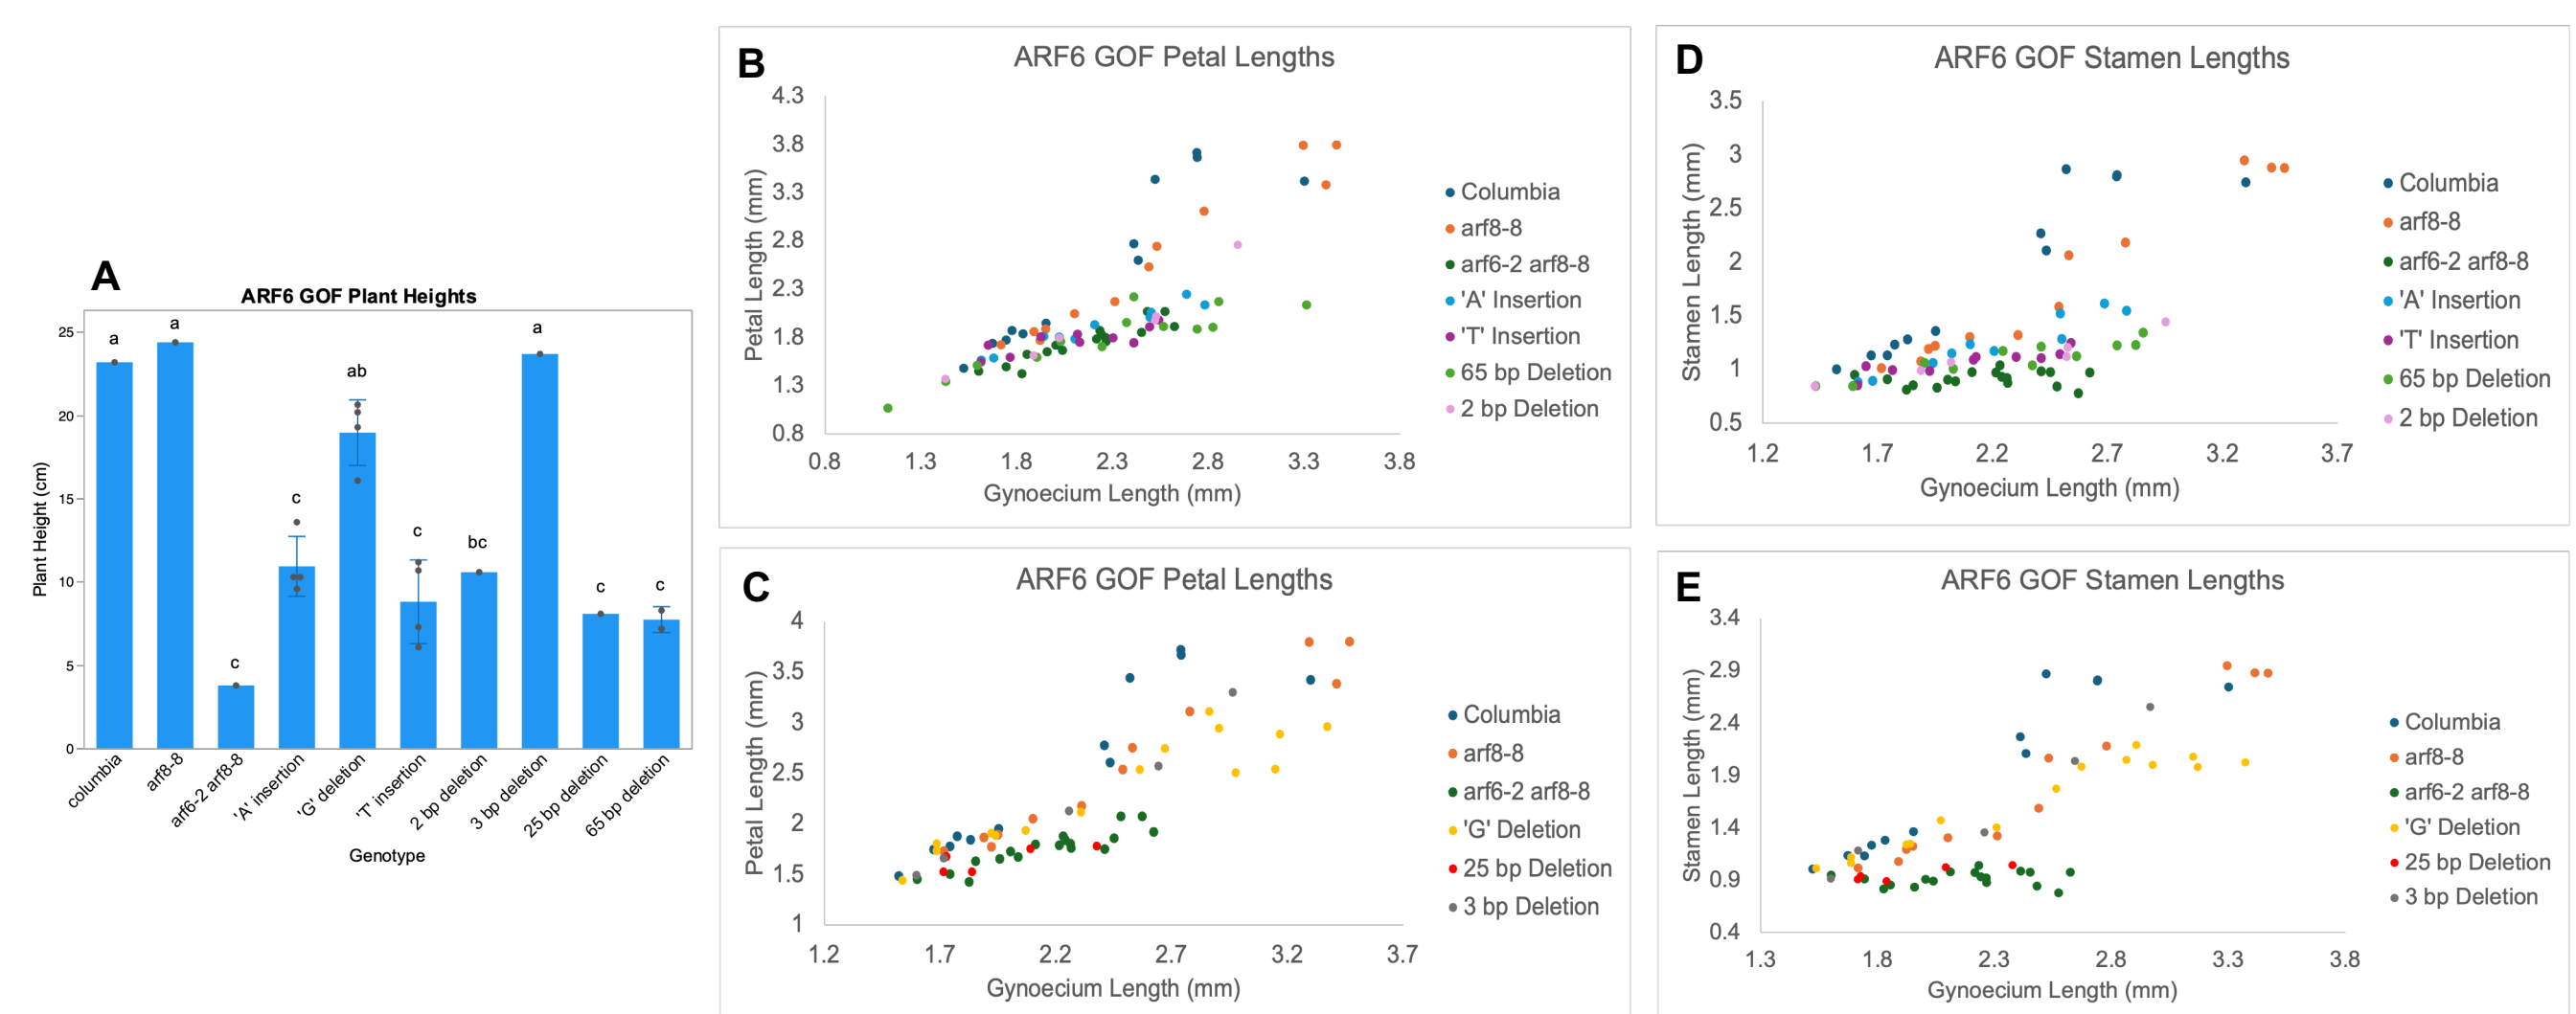 A
ARF6 GOF Plant Heights
Plant Height (cm)
25
20
15
10
5
0
a
a
c
c
ab
c
bc
a
c
c
columbia
arf8-8
arf6-2 arf8-8
'A' insertion
'G' deletion
'T' insertion
2 bp deletion
3 bp deletion
25 bp deletion
65 bp deletion
Genotype
B
ARF6 GOF Petal Lengths
Petal Length (mm)
4.3
3.8
3.3
2.8
2.3
1.8
1.3
0.8
0.8 1.3 1.8 2.3 2.8 3.3 3.8
Gynoecium Length (mm)
Columbia
arf8-8
arf6-2 arf8-8
'A' Insertion
'T' Insertion
65 bp Deletion
2 bp Deletion
C
ARF6 GOF Petal Lengths
Petal Length (mm)
4
3.5
3
2.5
2
1.5
1
1.2 1.7 2.2 2.7 3.2 3.7
Gynoecium Length (mm)
Columbia
arf8-8
arf6-2 arf8-8
'G' Deletion
25 bp Deletion
3 bp Deletion
D
ARF6 GOF Stamen Lengths
Stamen Length (mm)
3.5
3
2.5
2
1.5
1
0.5
1.2 1.7 2.2 2.7 3.2 3.7
Gynoecium Length (mm)
Columbia
arf8-8
arf6-2 arf8-8
'A' Insertion
'T' Insertion
65 bp Deletion
2 bp Deletion
E
ARF6 GOF Stamen Lengths
Stamen Length (mm)
3.4
2.9
2.4
1.9
1.4
0.9
0.4
1.3 1.8 2.3 2.8 3.3 3.8
Gynoecium Length (mm)
Columbia
arf8-8
arf6-2 arf8-8
'G' Deletion
25 bp Deletion
3 bp Deletion